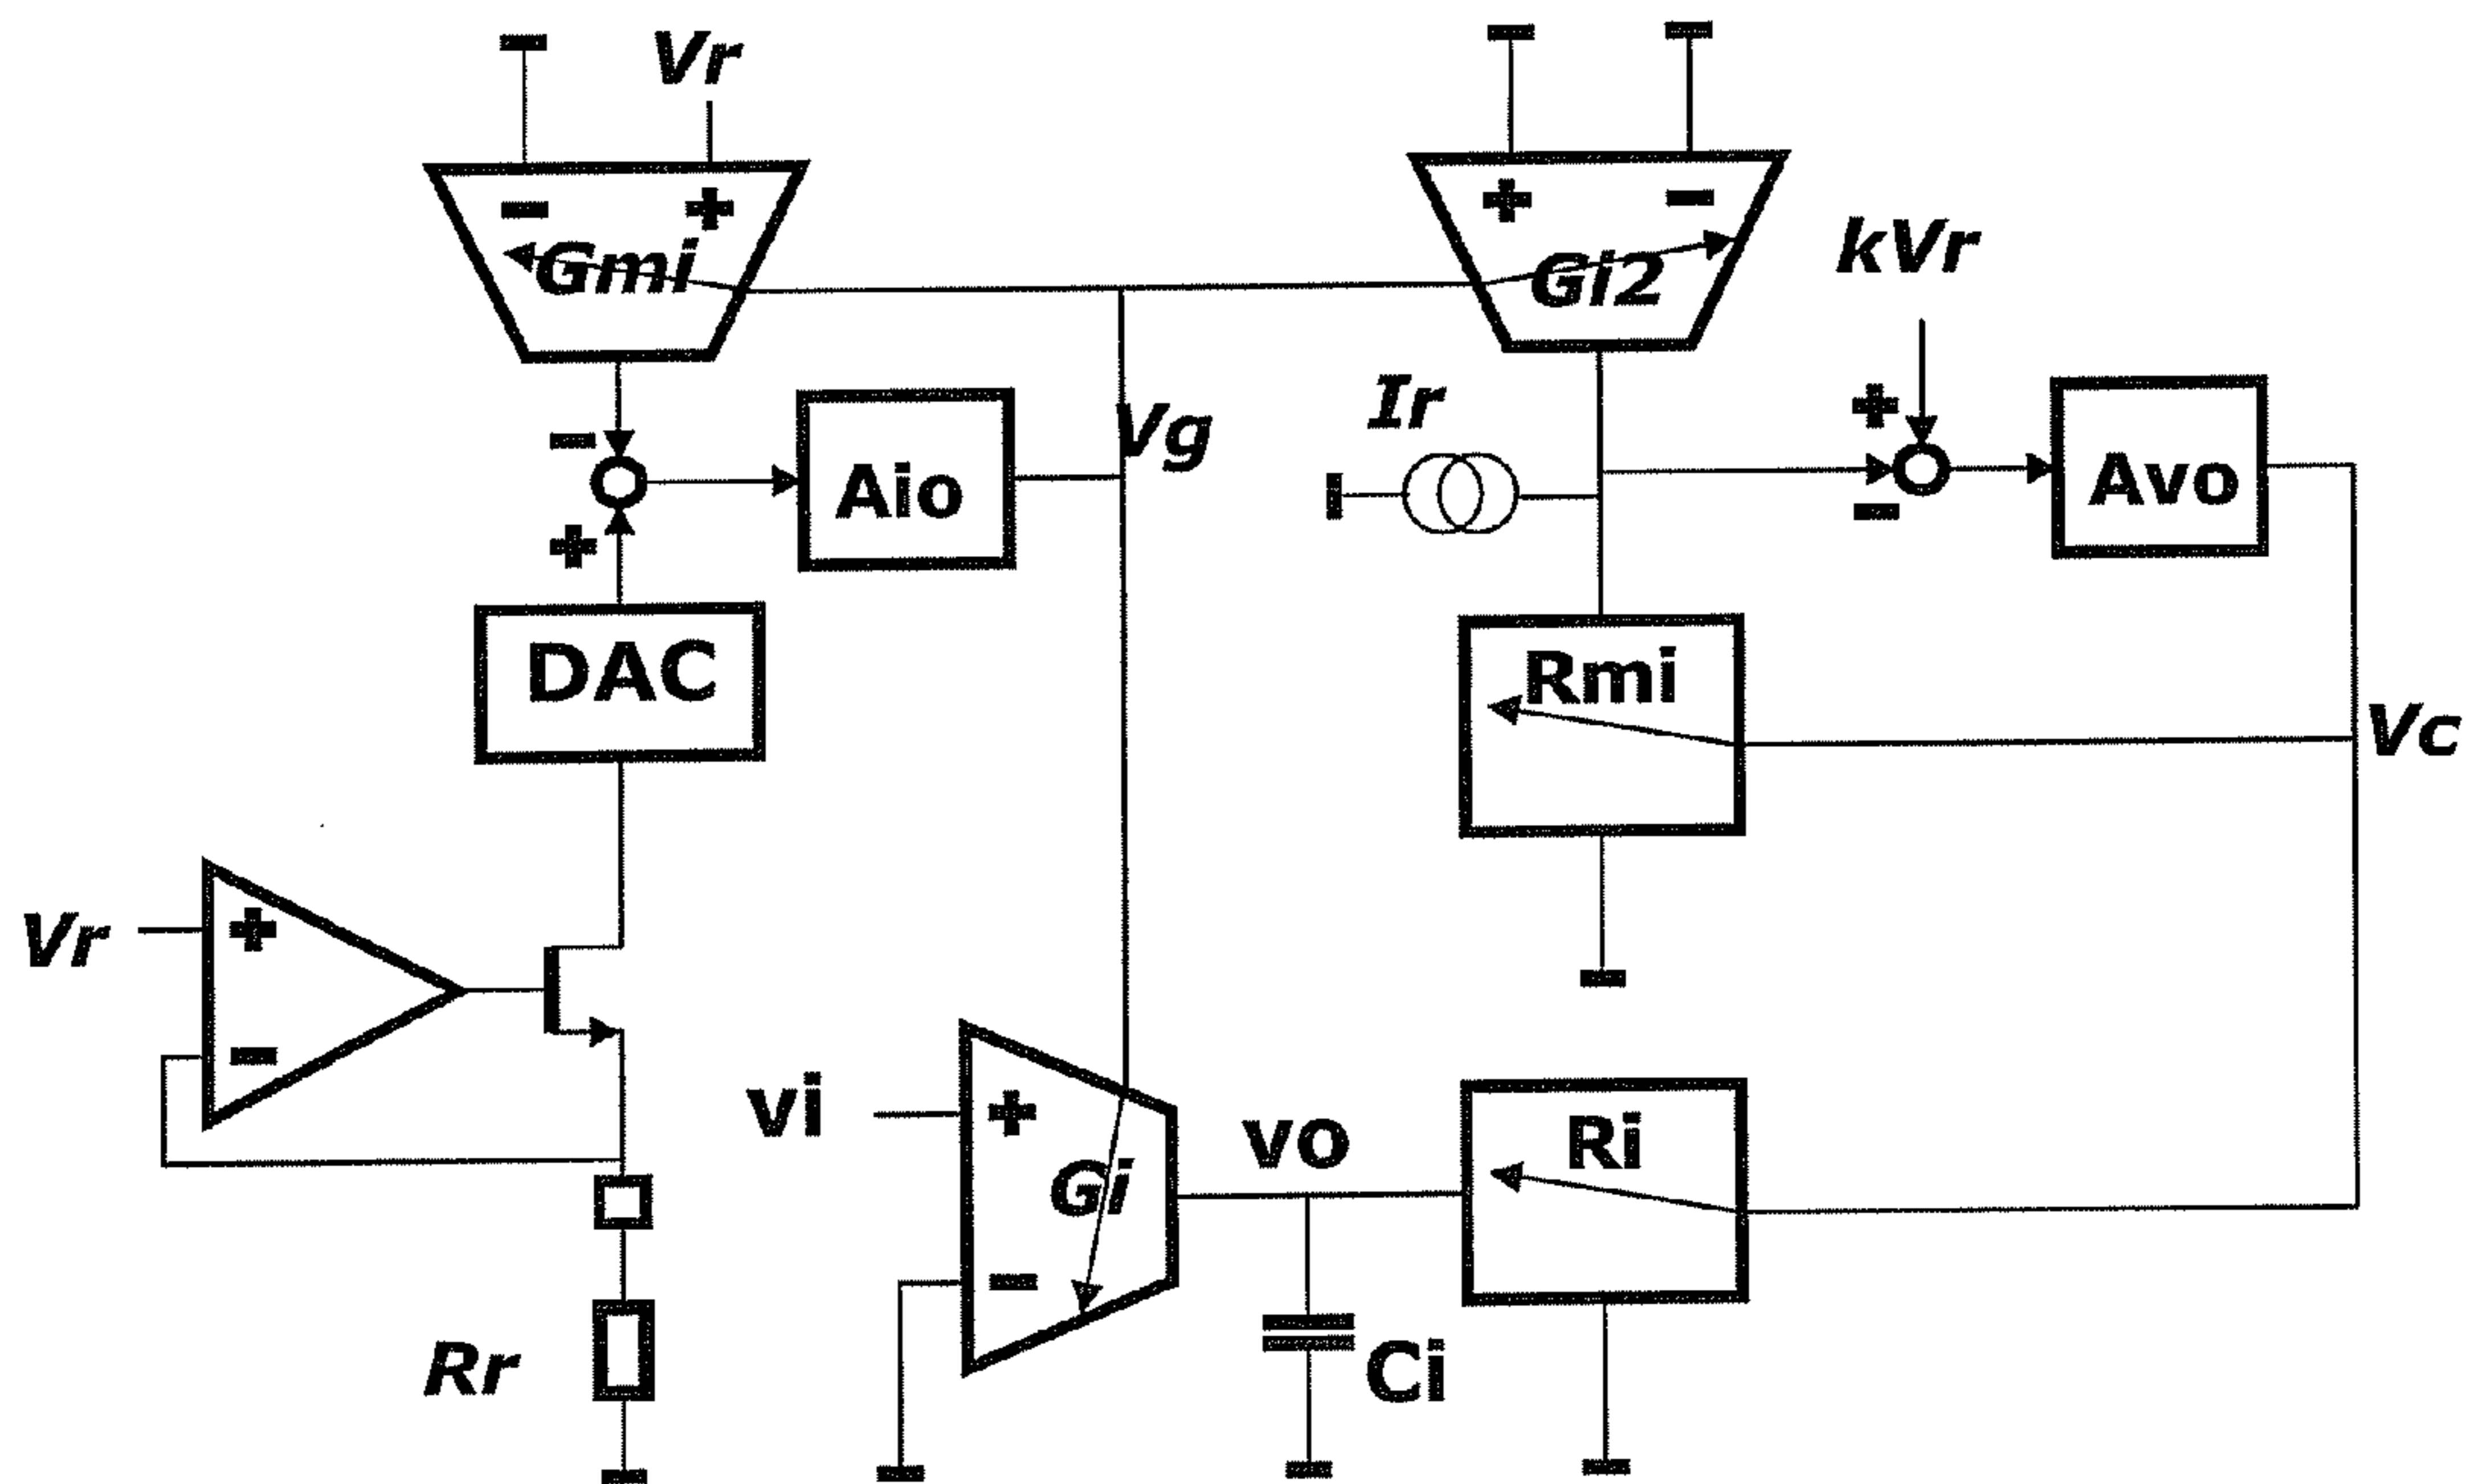 Vr
− +
Gmi
+ −
Gi2
kVr
Ir
Vg
−
Aio
+
−
Avo
+
DAC
Rmi
Vc
Vr
+
−
vi
+
−
Gi
vo
Ri
Rr
Ci